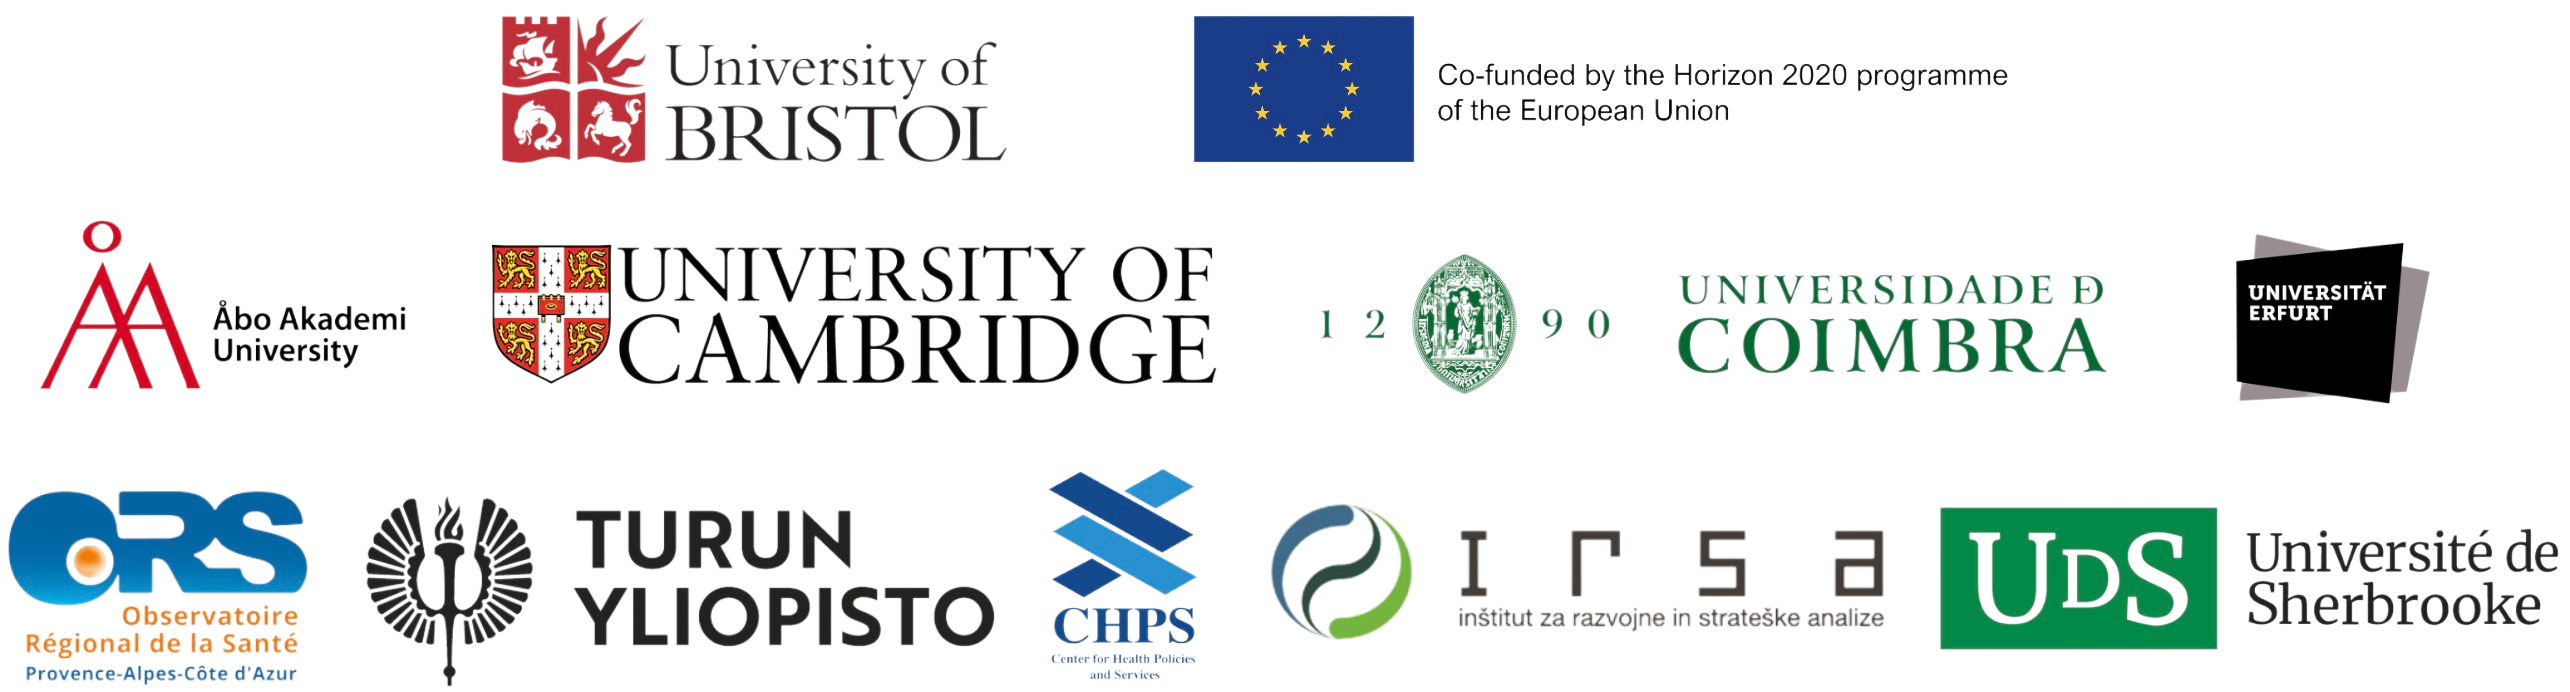 University of
BRISTOL
Co-funded by the Horizon 2020 programme
of the European Union
Åbo Akademi
University
UNIVERSITY OF
CAMBRIDGE
1 2 9 0
UNIVERSIDADE Ð
COIMBRA
UNIVERSITÄT
ERFURT
ORS
Observatoire
Régional de la Santé
Provence-Alpes-Côte d'Azur
TURUN
YLIOPISTO
CHPS
Center for Health Policies
and Services
irsa
inštitut za razvojne in strateške analize
UDS
Université de
Sherbrooke